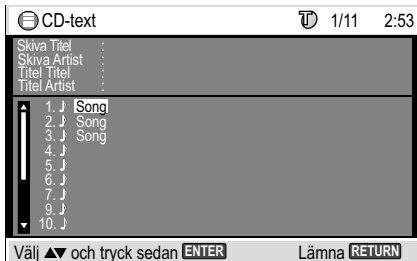 CD-text T 1/11 2:53
Skiva Titel :
Skiva Artist :
Titel Titel :
Titel Artist :
1. Song
2. Song
3. Song
4.
5.
6.
7.
9.
10.
Välj ▲▼ och tryck sedan ENTER Lämna RETURN